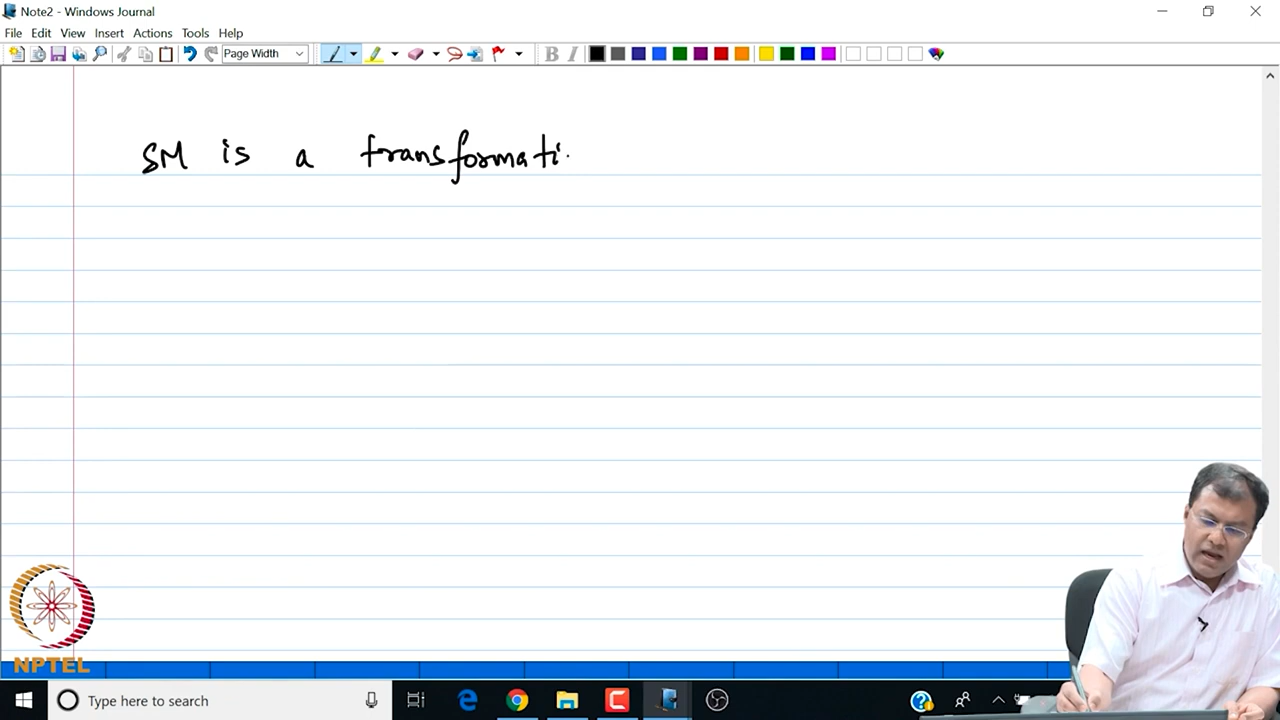 Note2 - Windows Journal
File Edit View Insert Actions Tools Help
Page Width B I
SM is a transformati
NPTEL
Type here to search